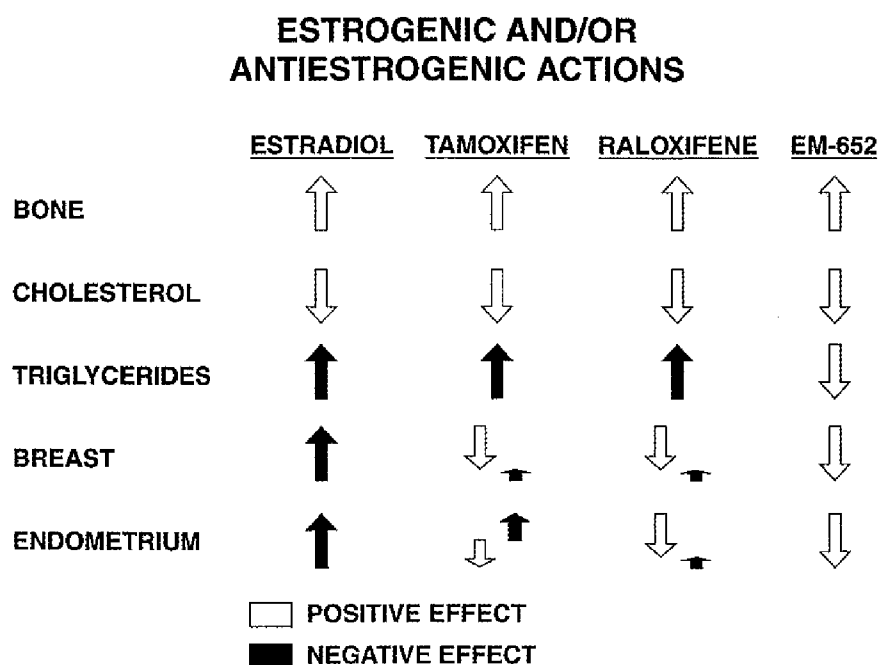 ESTROGENIC AND/OR
ANTIESTROGENIC ACTIONS
ESTRADIOL TAMOXIFEN RALOXIFENE EM-652
BONE
CHOLESTEROL
TRIGLYCERIDES
BREAST
ENDOMETRIUM
POSITIVE EFFECT
NEGATIVE EFFECT